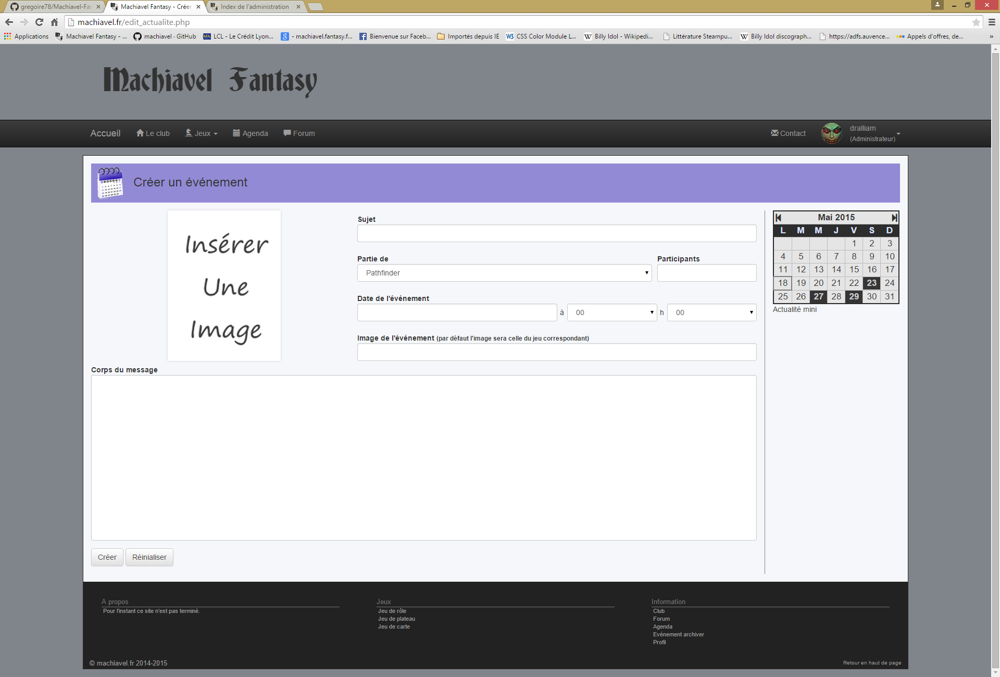 gregoire78/Machiavel-Fan
Machiavel Fantasy - Créer
Index de l'administration
machiavel.fr/edit_actualite.php
Applications
Machiavel Fantasy - ...
machiavel · GitHub
LCL - Le Crédit Lyon...
- machiavel.fantasy.f...
Bienvenue sur Faceb...
Importés depuis IE
CSS Color Module L...
Billy Idol - Wikipedi...
Littérature Steampu...
Billy Idol discograph...
https://adfs.auvence...
Appels d'offres, de...
»
Machiavel Fantasy
Accueil
Le club
Jeux
Agenda
Forum
Contact
dralliam
(Administrateur)
Créer un événement
Insérer
Une
Image
Sujet
Partie de
Participants
Pathfinder
Date de l'événement
à 00 h 00
Image de l'événement (par défaut l'image sera celle du jeu correspondant)
Corps du message
Créer
Réinialiser
Mai 2015
L M M J V S D
1 2 3
4 5 6 7 8 9 10
11 12 13 14 15 16 17
18 19 20 21 22 23 24
25 26 27 28 29 30 31
Actualité mini
A propos
Pour l'instant ce site n'est pas terminé.
Jeux
Jeu de rôle
Jeu de plateau
Jeu de carte
Information
Club
Forum
Agenda
Evénement archiver
Profil
© machiavel.fr 2014-2015
Retour en haut de page